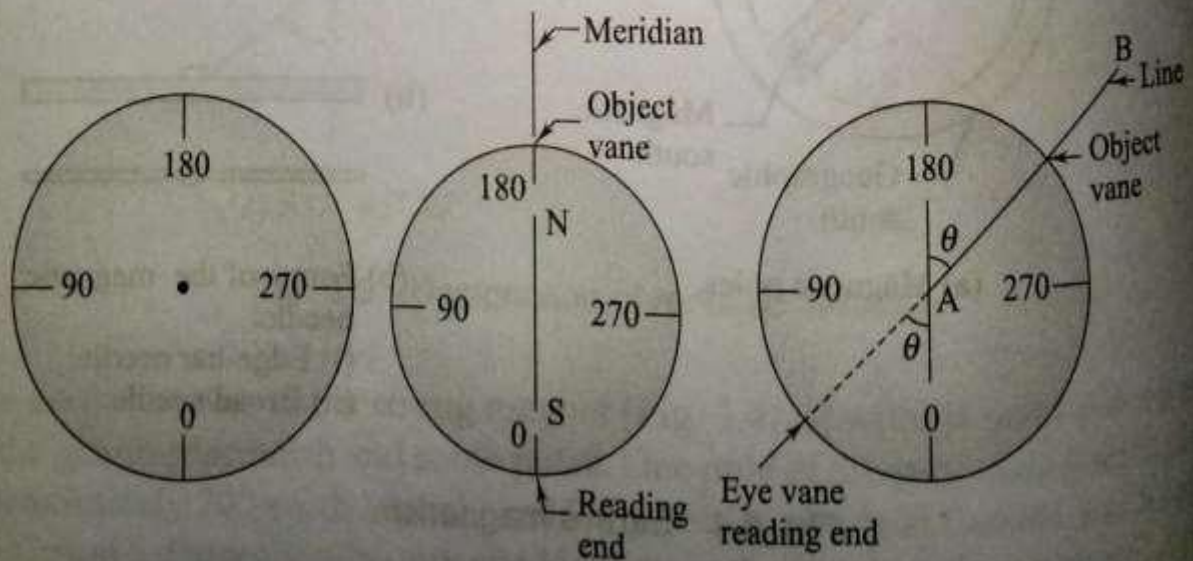 180
90
270
0
Meridian
Object
vane
180
N
90
270
S
0
Reading
end
B
Line
Object
vane
180
θ
90
A
270
θ
0
Eye vane
reading end